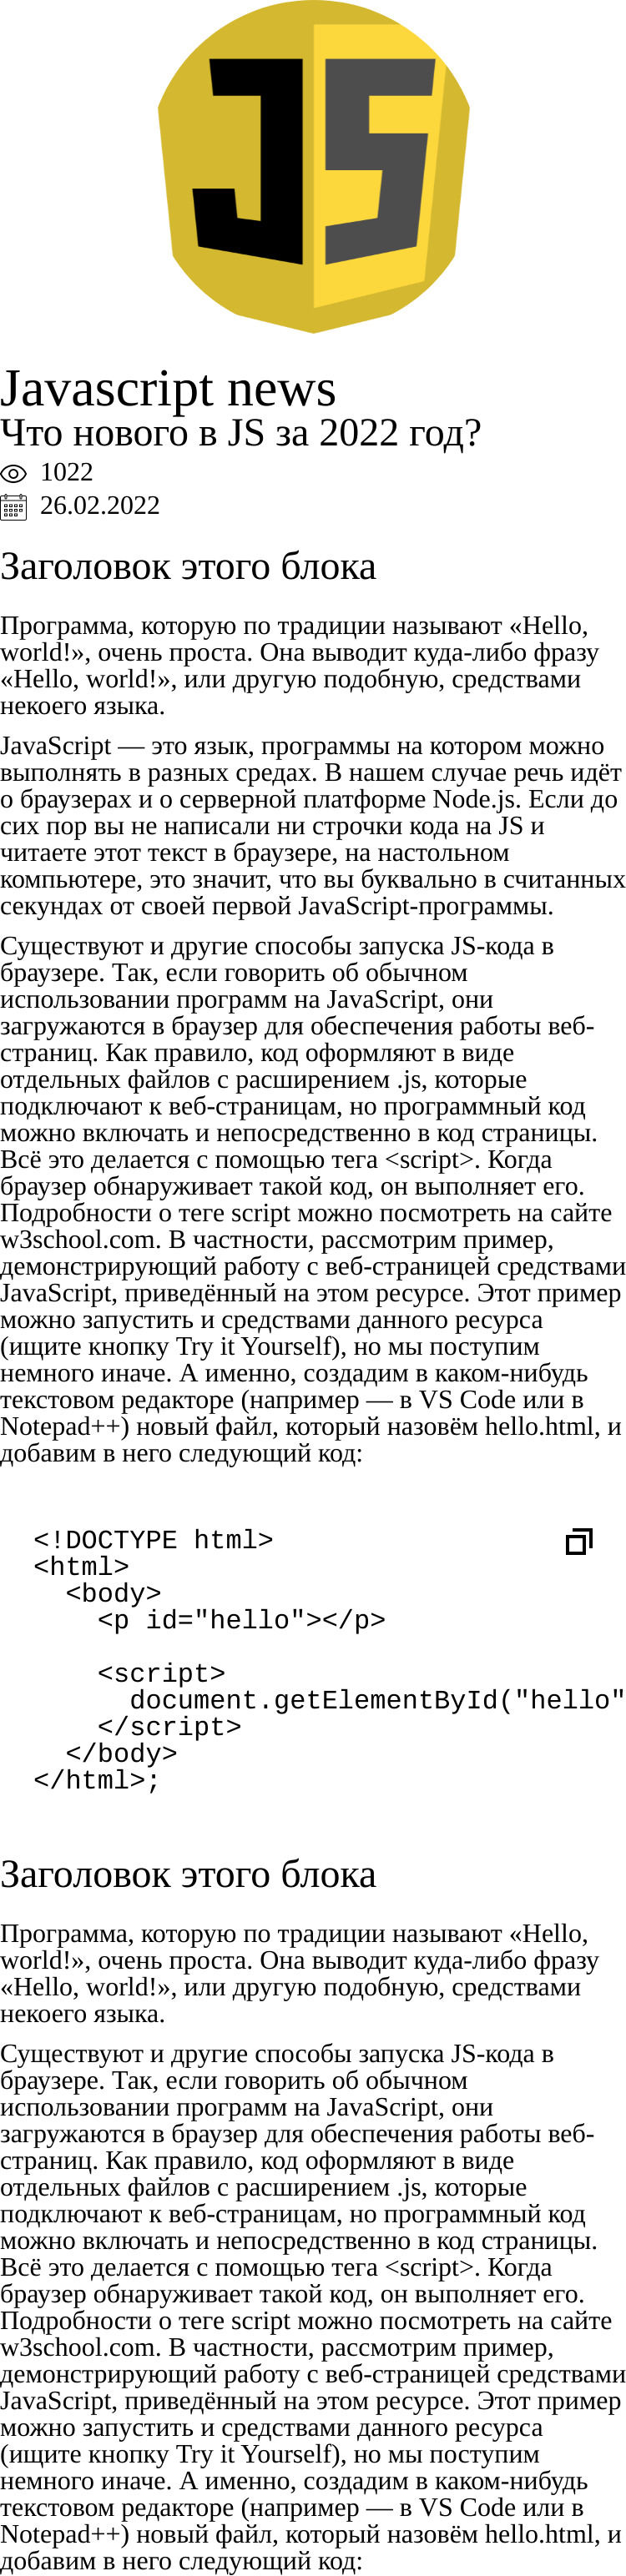 JS
Javascript news
Что нового в JS за 2022 год?
1022
26.02.2022
Заголовок этого блока
Программа, которую по традиции называют «Hello,
world!», очень проста. Она выводит куда-либо фразу
«Hello, world!», или другую подобную, средствами
некоего языка.
JavaScript — это язык, программы на котором можно
выполнять в разных средах. В нашем случае речь идёт
о браузерах и о серверной платформе Node.js. Если до
сих пор вы не написали ни строчки кода на JS и
читаете этот текст в браузере, на настольном
компьютере, это значит, что вы буквально в считанных
секундах от своей первой JavaScript-программы.
Существуют и другие способы запуска JS-кода в
браузере. Так, если говорить об обычном
использовании программ на JavaScript, они
загружаются в браузер для обеспечения работы веб-
страниц. Как правило, код оформляют в виде
отдельных файлов с расширением .js, которые
подключают к веб-страницам, но программный код
можно включать и непосредственно в код страницы.
Всё это делается с помощью тега <script>. Когда
браузер обнаруживает такой код, он выполняет его.
Подробности о теге script можно посмотреть на сайте
w3school.com. В частности, рассмотрим пример,
демонстрирующий работу с веб-страницей средствами
JavaScript, приведённый на этом ресурсе. Этот пример
можно запустить и средствами данного ресурса
(ищите кнопку Try it Yourself), но мы поступим
немного иначе. А именно, создадим в каком-нибудь
текстовом редакторе (например — в VS Code или в
Notepad++) новый файл, который назовём hello.html, и
добавим в него следующий код:
<!DOCTYPE html>
<html>
  <body>
    <p id="hello"></p>
    <script>
      document.getElementById("hello"
    </script>
  </body>
</html>;
Заголовок этого блока
Программа, которую по традиции называют «Hello,
world!», очень проста. Она выводит куда-либо фразу
«Hello, world!», или другую подобную, средствами
некоего языка.
Существуют и другие способы запуска JS-кода в
браузере. Так, если говорить об обычном
использовании программ на JavaScript, они
загружаются в браузер для обеспечения работы веб-
страниц. Как правило, код оформляют в виде
отдельных файлов с расширением .js, которые
подключают к веб-страницам, но программный код
можно включать и непосредственно в код страницы.
Всё это делается с помощью тега <script>. Когда
браузер обнаруживает такой код, он выполняет его.
Подробности о теге script можно посмотреть на сайте
w3school.com. В частности, рассмотрим пример,
демонстрирующий работу с веб-страницей средствами
JavaScript, приведённый на этом ресурсе. Этот пример
можно запустить и средствами данного ресурса
(ищите кнопку Try it Yourself), но мы поступим
немного иначе. А именно, создадим в каком-нибудь
текстовом редакторе (например — в VS Code или в
Notepad++) новый файл, который назовём hello.html, и
добавим в него следующий код: